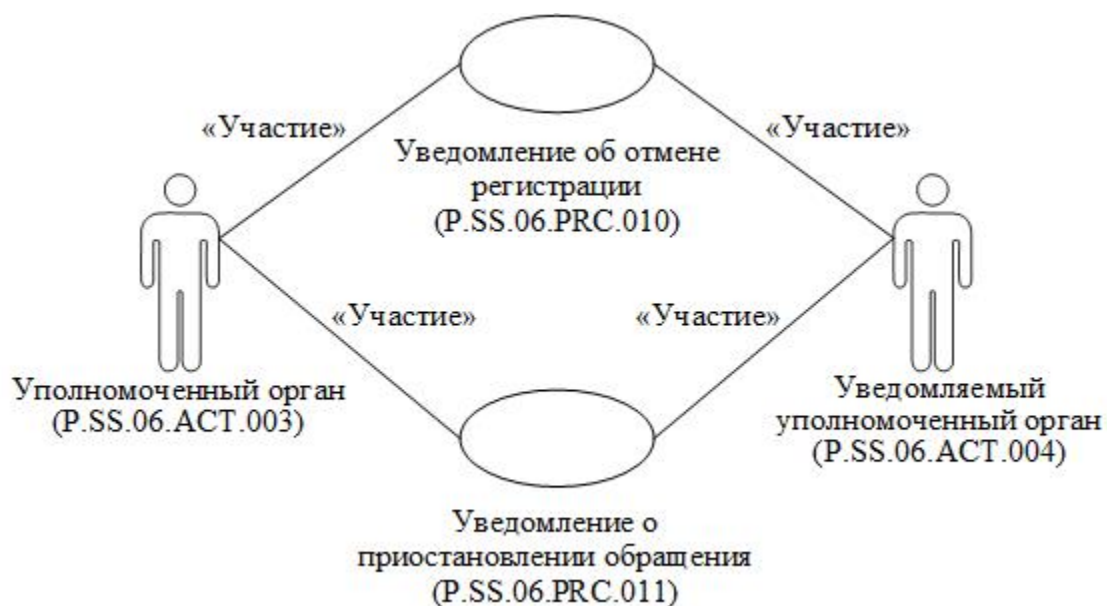 «Участие»
«Участие»
Уведомление об отмене
регистрации
(P.SS.06.PRC.010)
«Участие»
«Участие»
Уполномоченный орган
(P.SS.06.ACT.003)
Уведомляемый
уполномоченный орган
(P.SS.06.ACT.004)
Уведомление о
приостановлении обращения
(P.SS.06.PRC.011)